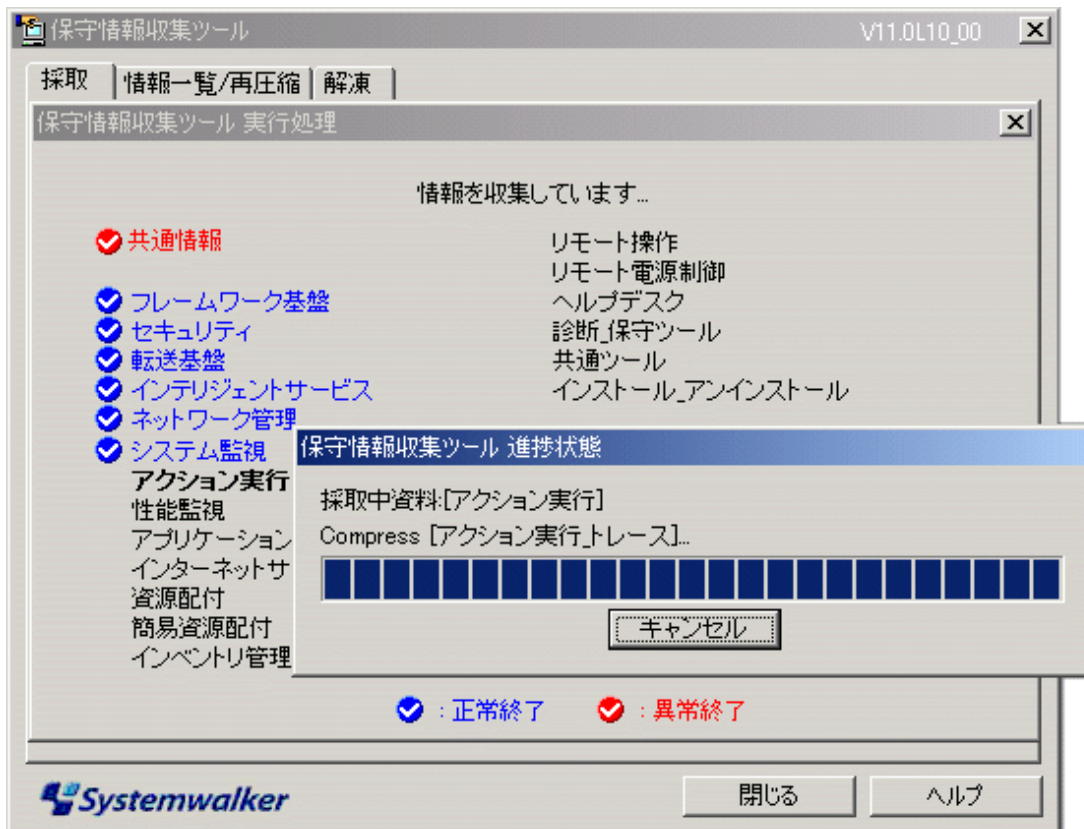 保守情報収集ツール V11.0L10_00
採取 情報一覧/再圧縮 解凍
保守情報収集ツール 実行処理
情報を収集しています...
共通情報
フレームワーク基盤
セキュリティ
転送基盤
インテリジェントサービス
ネットワーク管理
システム監視
アクション実行
性能監視
アプリケーション
インターネットサ
資源配付
簡易資源配付
インベントリ管理
リモート操作
リモート電源制御
ヘルプデスク
診断_保守ツール
共通ツール
インストール_アンインストール
保守情報収集ツール 進捗状態
採取中資料:[アクション実行]
Compress [アクション実行_トレース]...
キャンセル
:正常終了 :異常終了
Systemwalker
閉じる ヘルプ